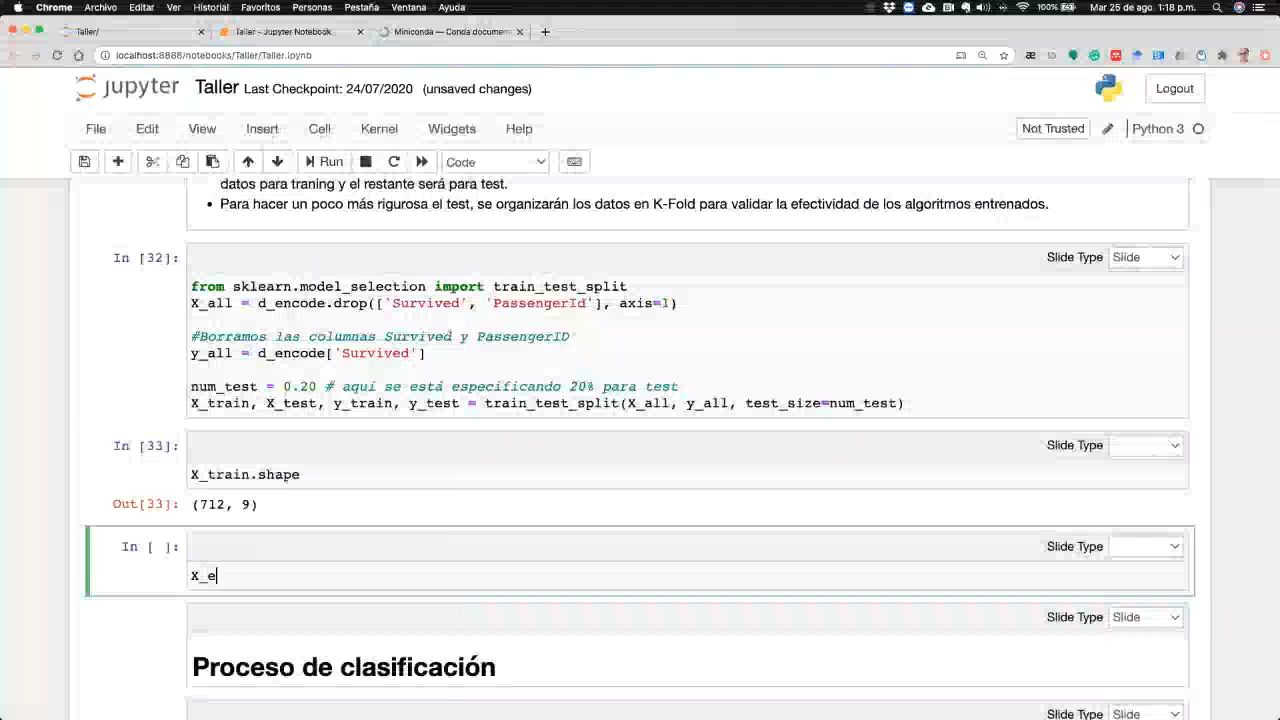 Chrome Archivo Editar Ver Historial Favoritos Personas Pestaña Ventana Ayuda 100% Mar 25 de ago 1:18 p.m.
Taller/ Taller - Jupyter Notebook Miniconda — Conda documen
localhost:8888/notebooks/Taller/Taller.ipynb
jupyter Taller Last Checkpoint: 24/07/2020 (unsaved changes) Logout
File Edit View Insert Cell Kernel Widgets Help Not Trusted Python 3
Run Code
datos para traning y el restante será para test.
• Para hacer un poco más rigurosa el test, se organizarán los datos en K-Fold para validar la efectividad de los algoritmos entrenados.
In [32]: Slide Type Slide
from sklearn.model_selection import train_test_split
X_all = d_encode.drop(['Survived', 'PassengerId'], axis=1)
#Borramos las columnas Survived y PassengerID
y_all = d_encode['Survived']
num_test = 0.20 # aquí se está especificando 20% para test
X_train, X_test, y_train, y_test = train_test_split(X_all, y_all, test_size=num_test)
In [33]: Slide Type
X_train.shape
Out[33]: (712, 9)
In [ ]: Slide Type
X_e
Slide Type Slide
Proceso de clasificación
Slide Type Slide